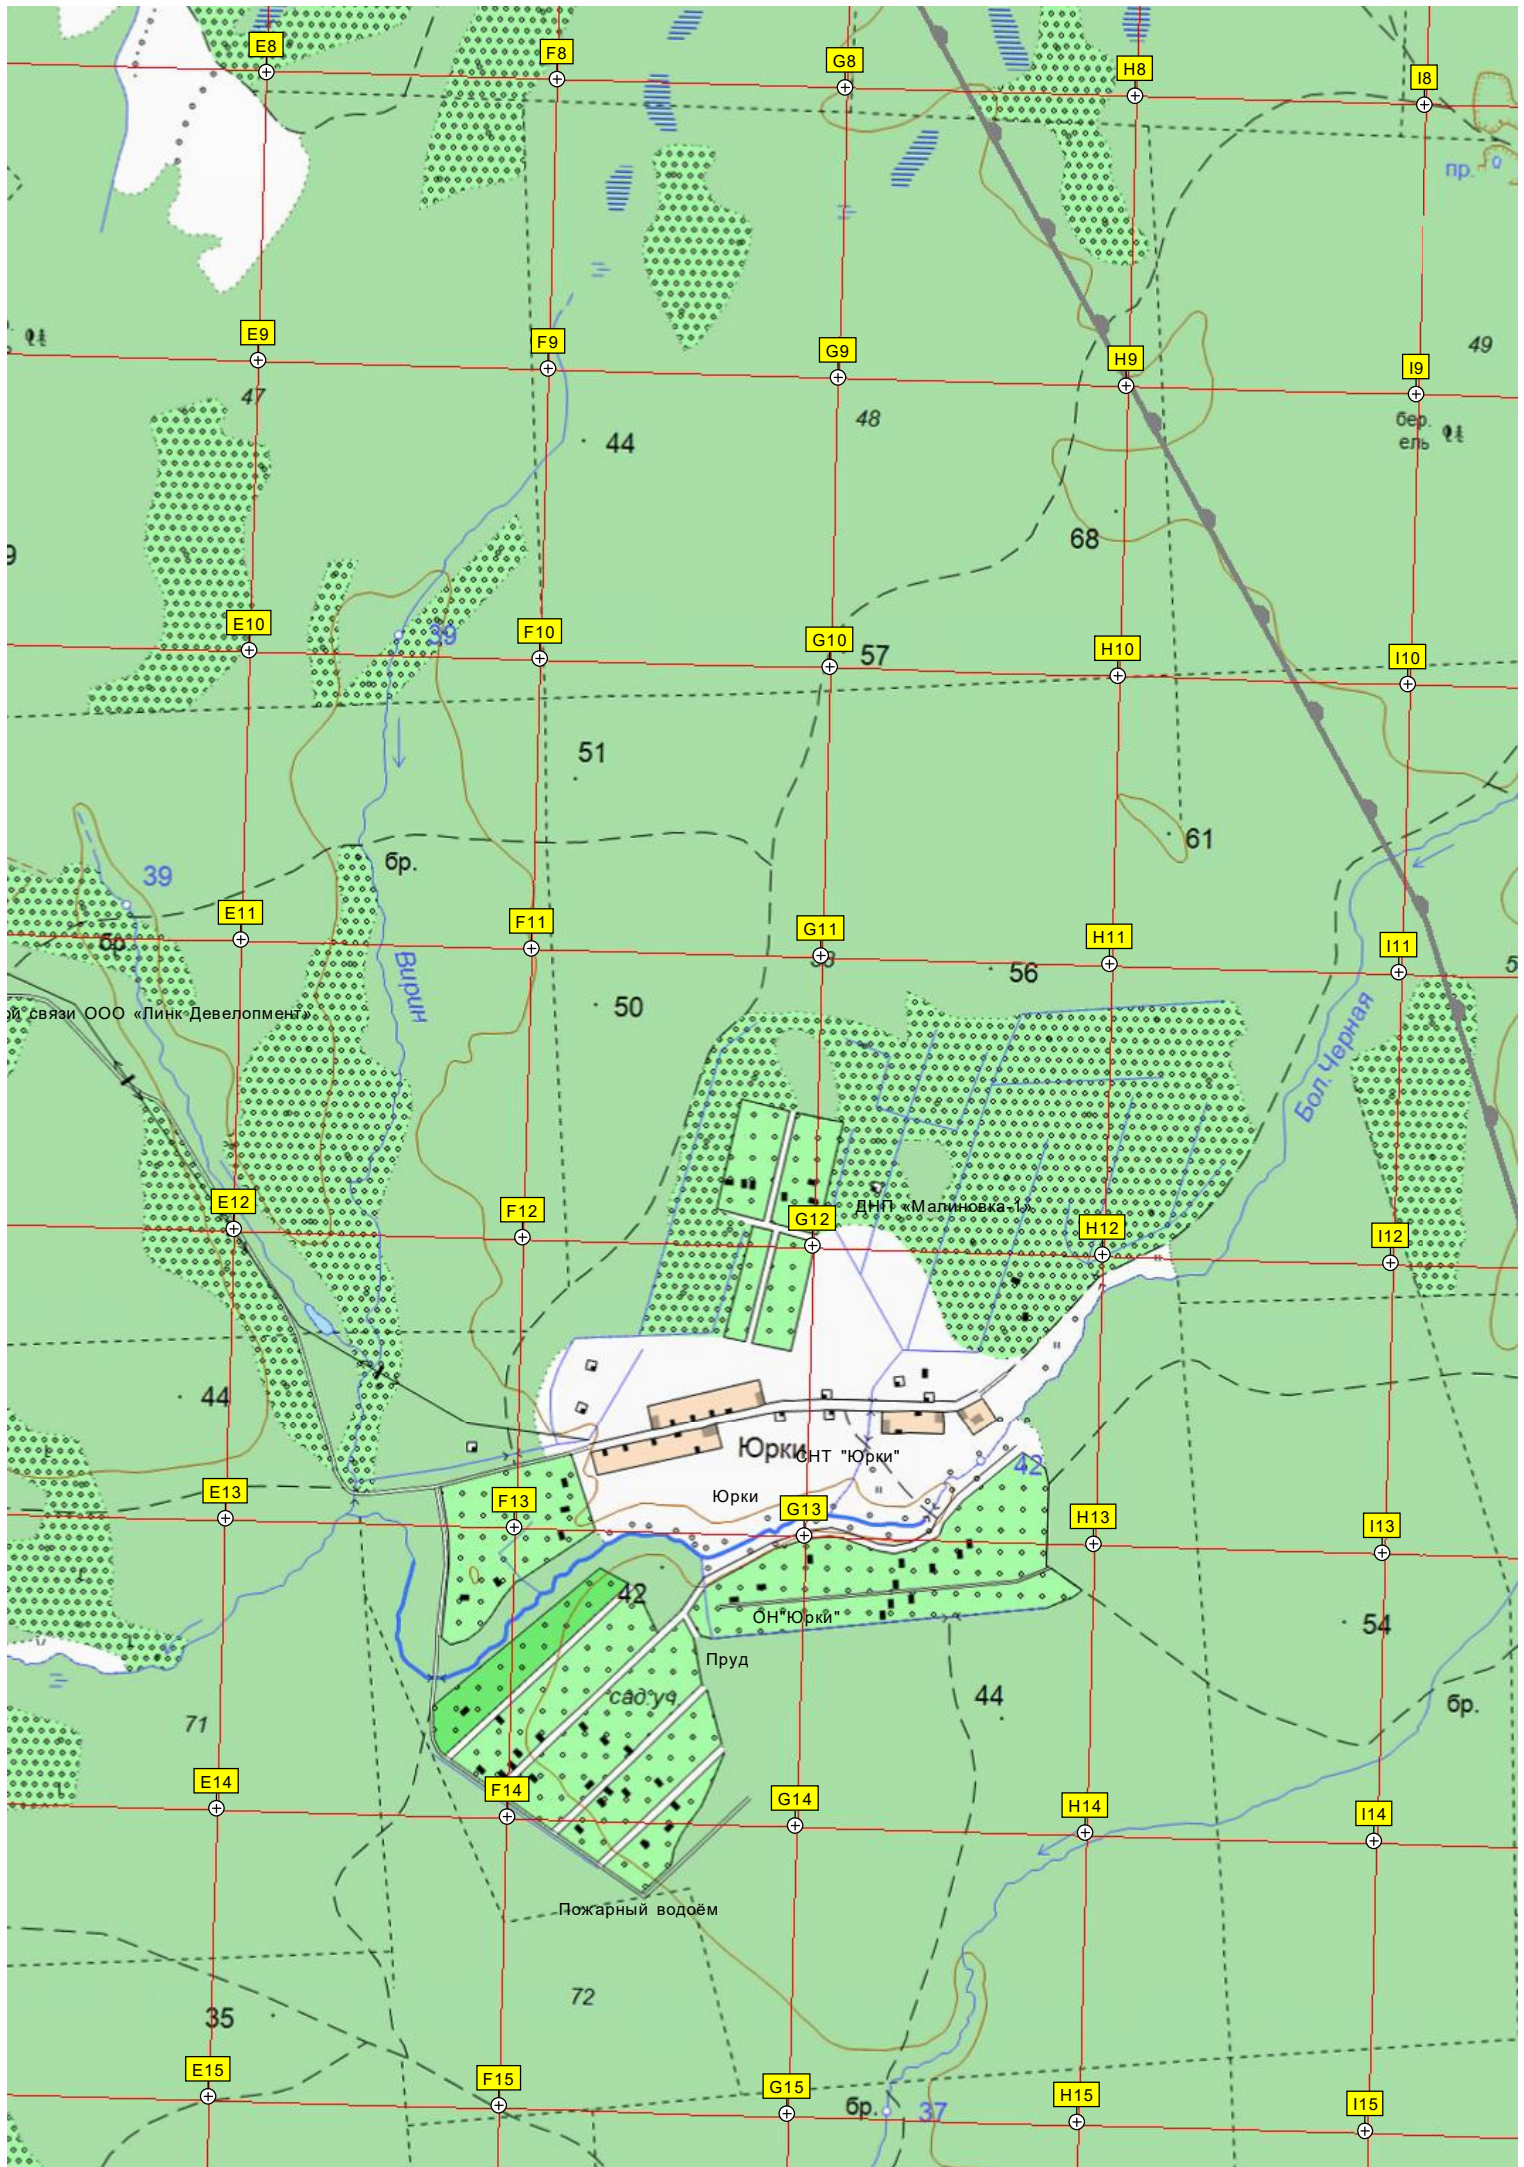 E8
F8
G8
H8
I8
пр.
E9
F9
G9
H9
I9
49
47
48
бер.
ель
44
68
9
E10
F10
G10
H10
I10
39
57
51
61
бр.
39
E11
F11
G11
H11
I11
бр.
56
Вирин
50
ой связи ООО «Линк Девелопмент»
Бол. Черная
E12
F12
G12
H12
I12
ДНП «Малиновка-1»
44
Юрки
СНТ "Юрки"
42
E13
F13
G13
H13
I13
Юрки
42
ОН"Юрки"
54
Пруд
сад.уч.
44
бр.
71
E14
F14
G14
H14
I14
Пожарный водоём
72
35
E15
F15
G15
H15
I15
бр.
37